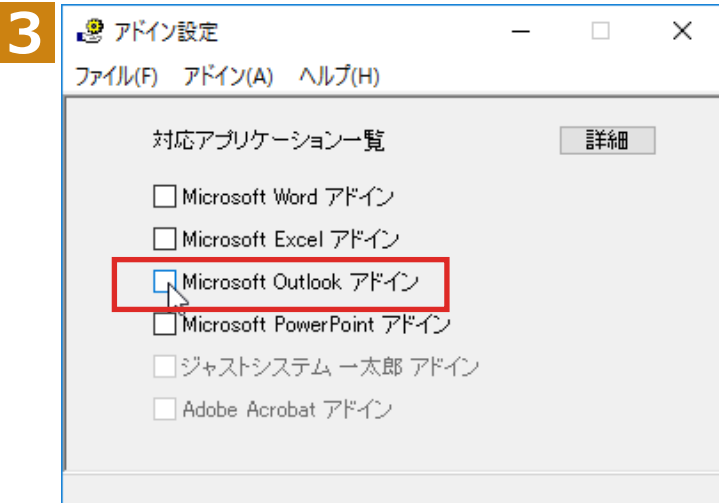 3
アドイン設定
ファイル(F) アドイン(A) ヘルプ(H)
対応アプリケーション一覧 詳細
Microsoft Word アドイン
Microsoft Excel アドイン
Microsoft Outlook アドイン
Microsoft PowerPoint アドイン
ジャストシステム 一太郎 アドイン
Adobe Acrobat アドイン